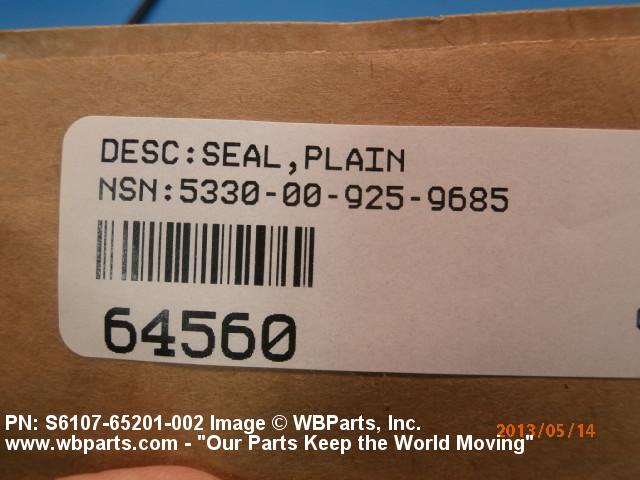 DESC:SEAL,PLAIN
NSN:5330-00-925-9685
64560
PN: S6107-65201-002 Image © WBParts, Inc.
2013/05/14
www.wbparts.com - "Our Parts Keep the World Moving"